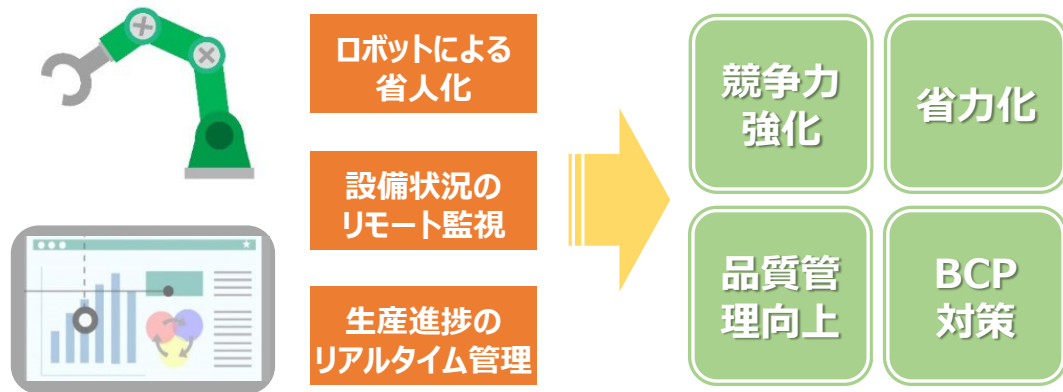 ロボットによる
省人化
設備状況の
リモート監視
生産進捗の
リアルタイム管理
競争力
強化
省力化
品質管
理向上
BCP
対策